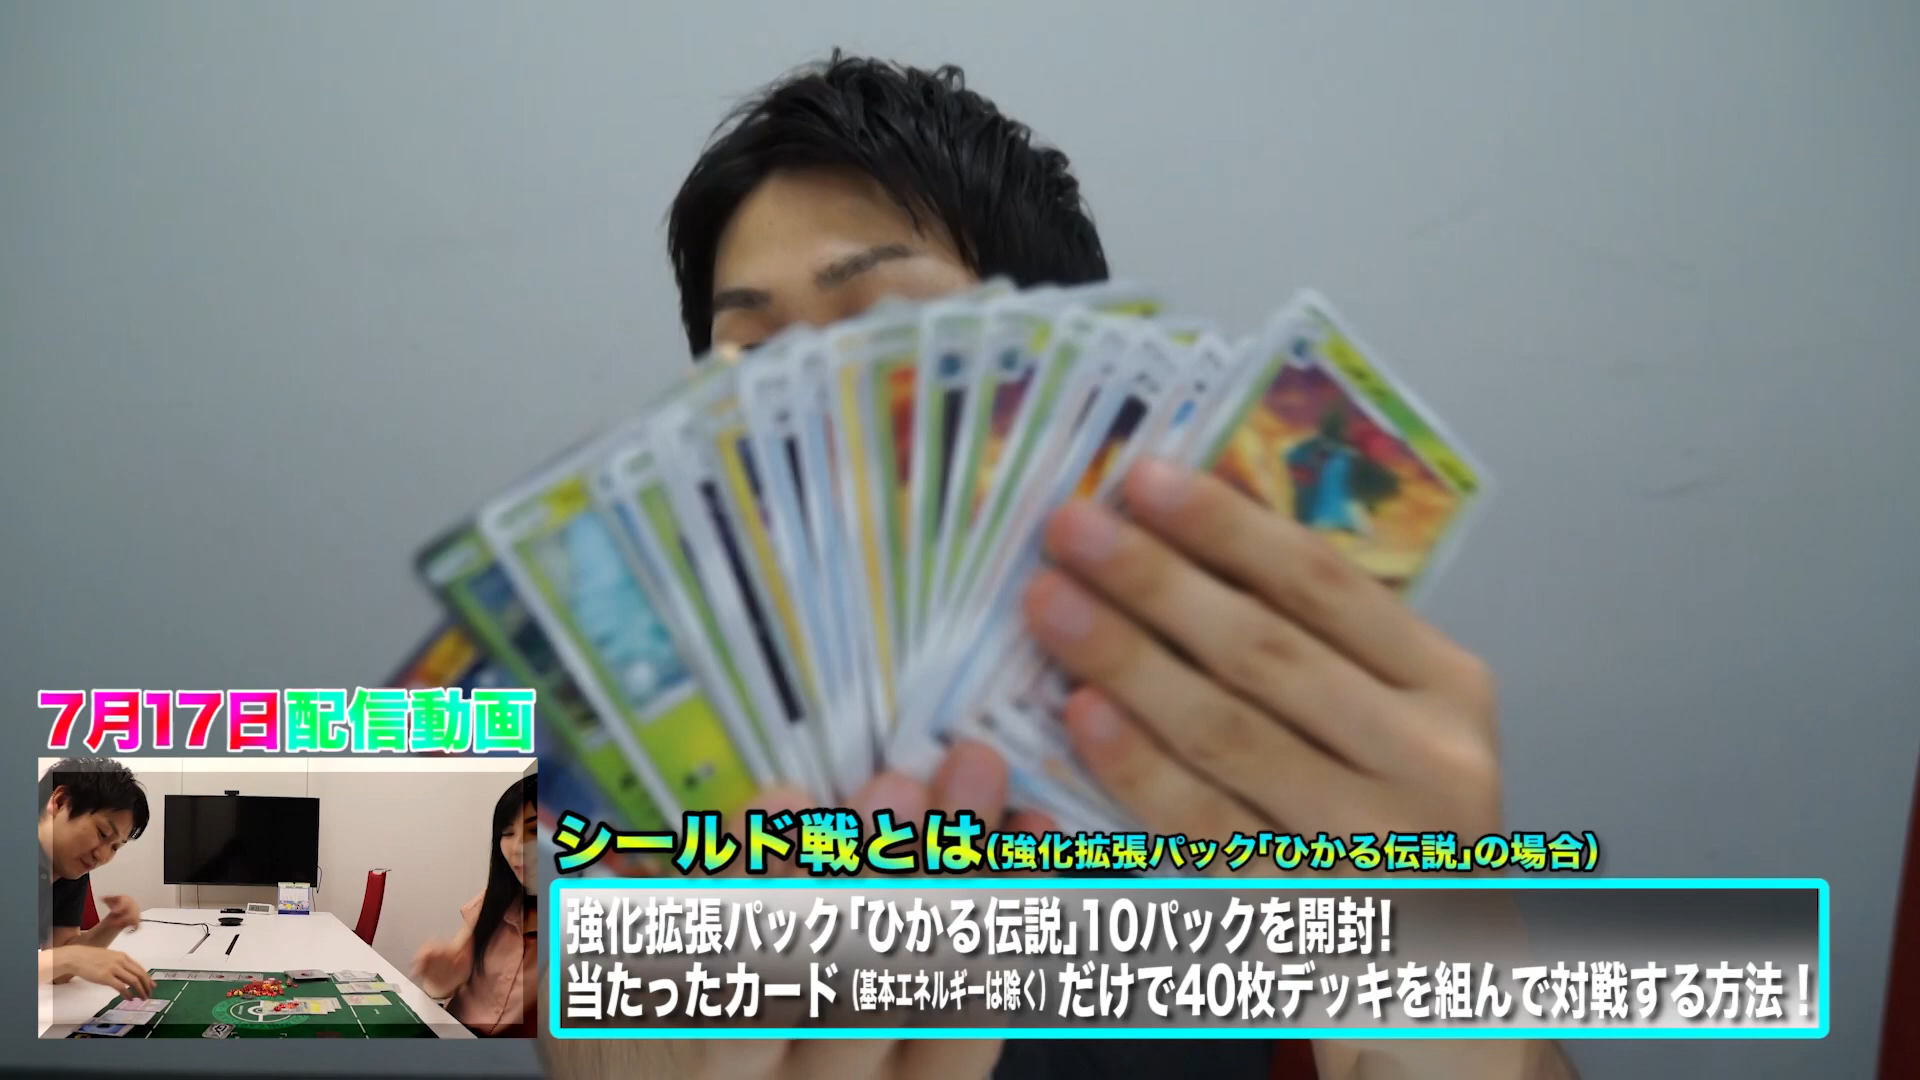 7月17日配信動画
シールド戦とは(強化拡張パック「ひかる伝説」の場合)
強化拡張パック「ひかる伝説」10パックを開封!
当たったカード(基本エネルギーは除く)だけで40枚デッキを組んで対戦する方法!